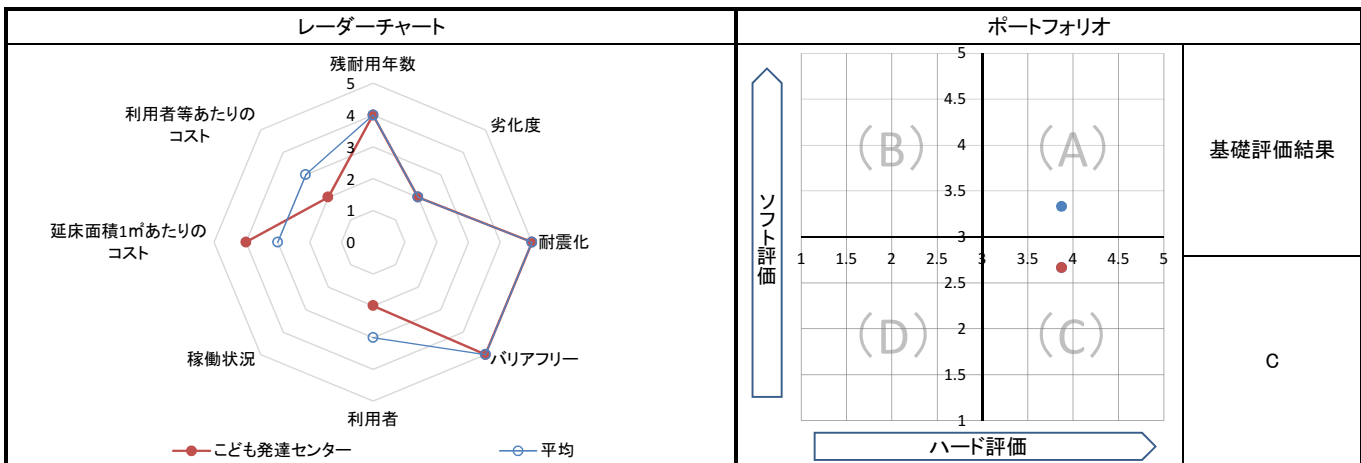 レーダーチャート
残耐用年数
劣化度
耐震化
バリアフリー
利用者
稼働状況
延床面積1㎡あたりの
コスト
利用者等あたりの
コスト
5
4
3
2
1
0
こども発達センター
平均
ポートフォリオ
ソフト評価
5
4.5
4
3.5
3
2.5
2
1.5
1
1 1.5 2 2.5 3 3.5 4 4.5 5
(B)
(A)
(D)
(C)
ハード評価
基礎評価結果
C